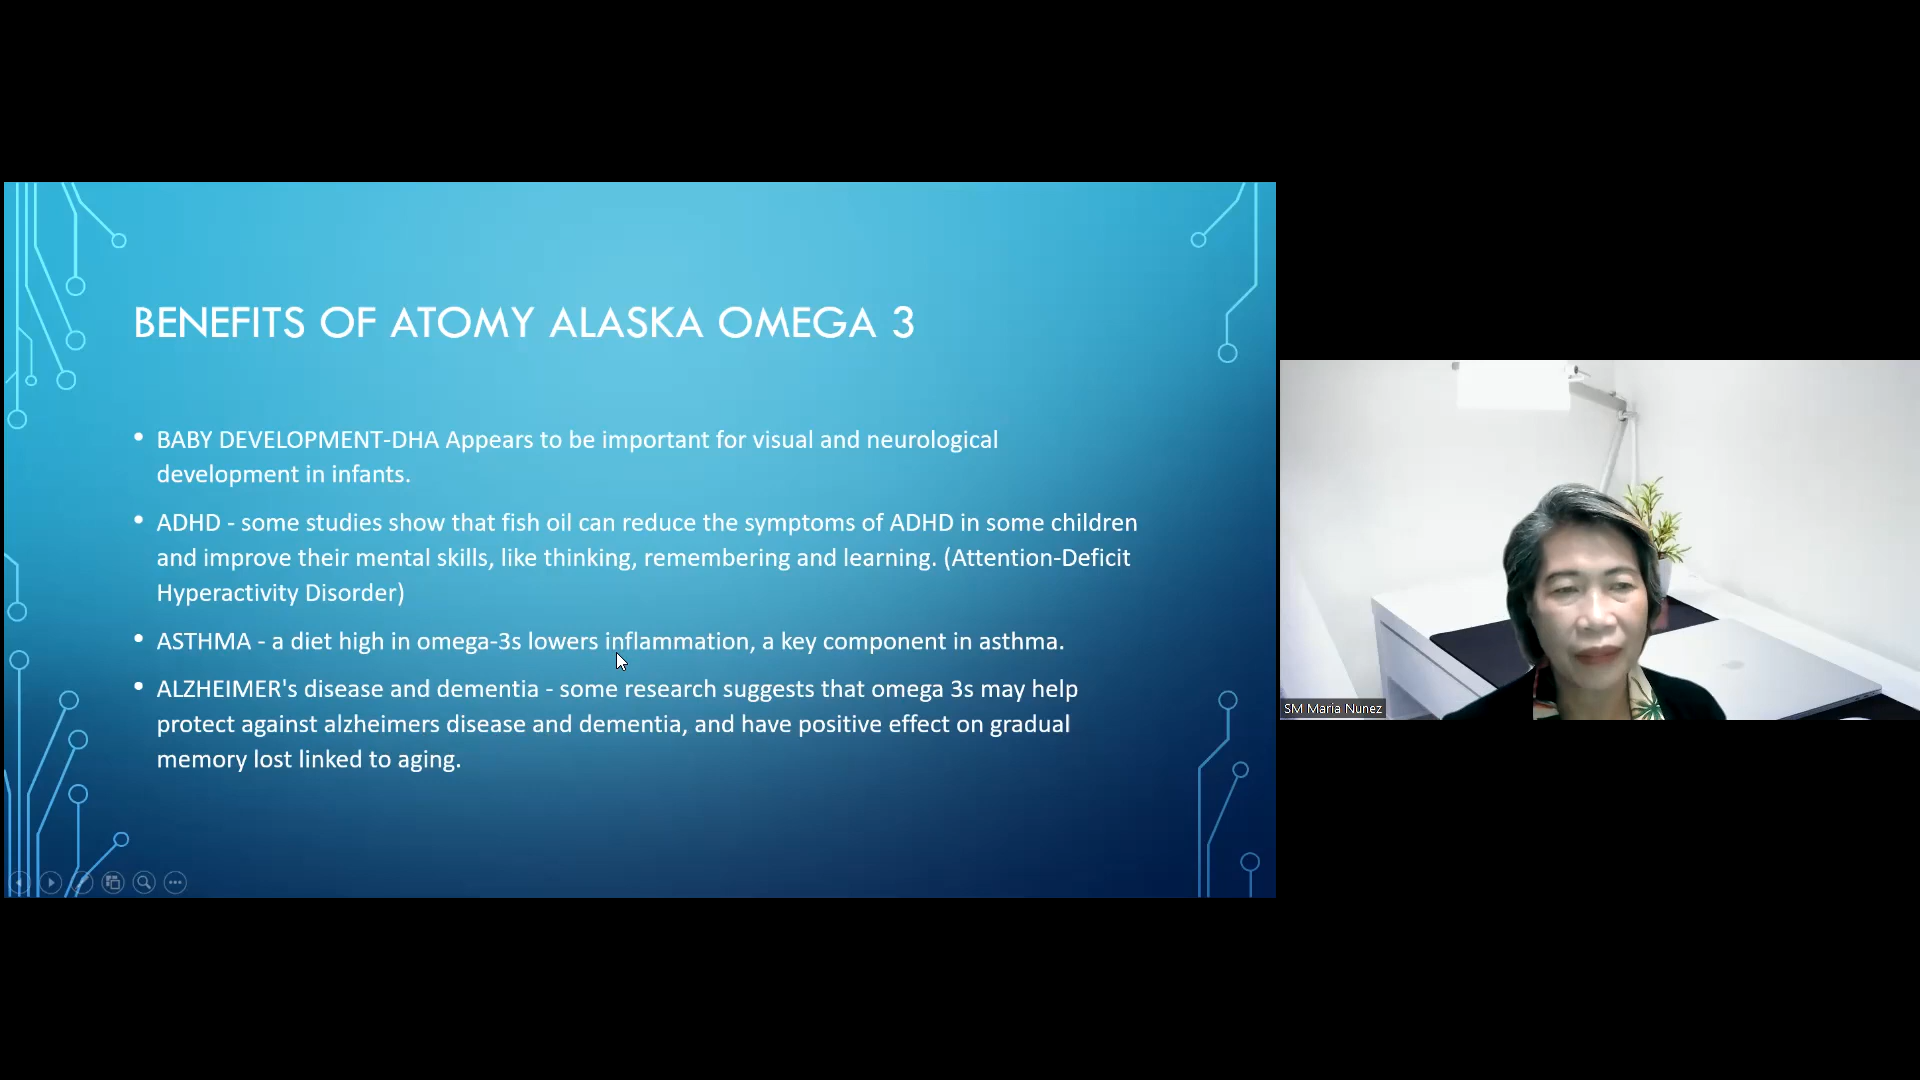 BENEFITS OF ATOMY ALASKA OMEGA 3
• BABY DEVELOPMENT-DHA Appears to be important for visual and neurological
development in infants.
• ADHD - some studies show that fish oil can reduce the symptoms of ADHD in some children
and improve their mental skills, like thinking, remembering and learning. (Attention-Deficit
Hyperactivity Disorder)
• ASTHMA - a diet high in omega-3s lowers inflammation, a key component in asthma.
• ALZHEIMER's disease and dementia - some research suggests that omega 3s may help
protect against alzheimers disease and dementia, and have positive effect on gradual
memory lost linked to aging.
SM Maria Nunez